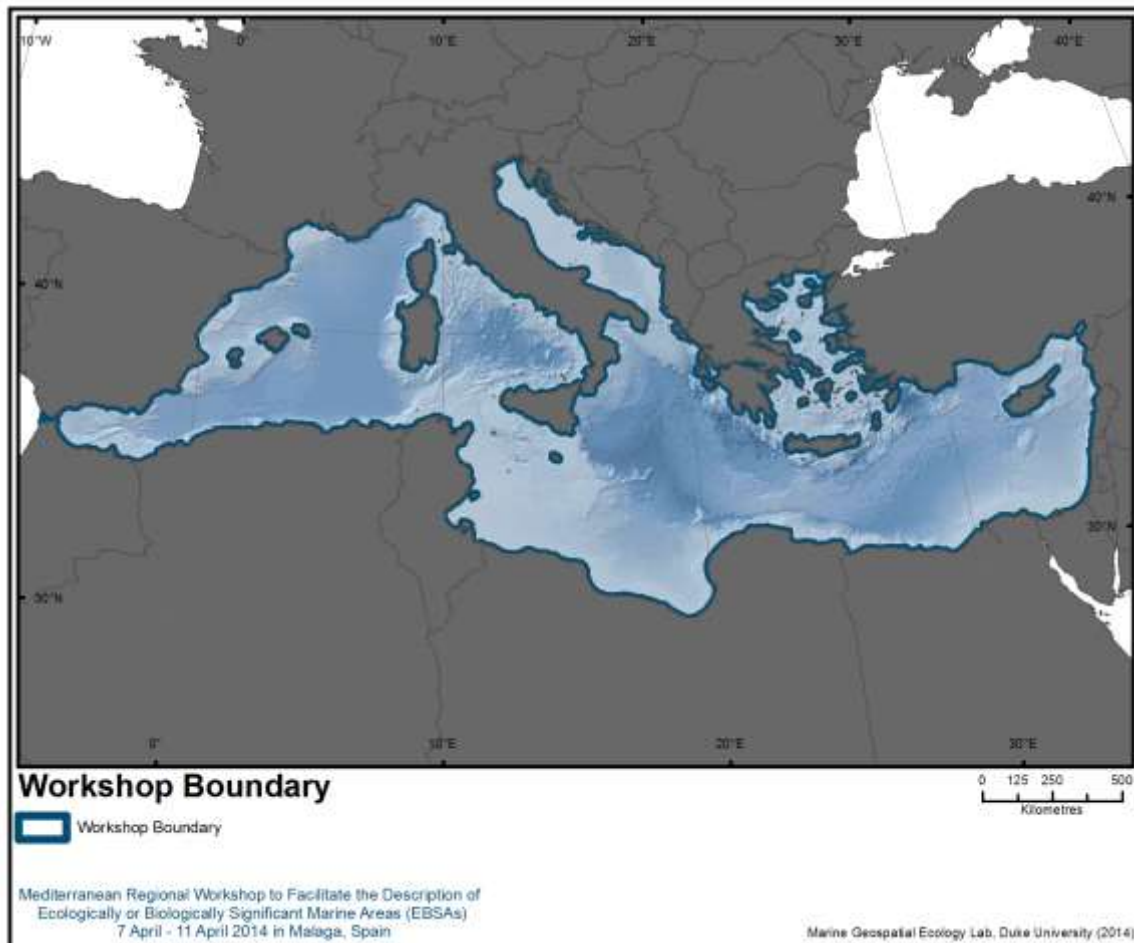 10°W 0° 10°E 20°E 30°E 40°E
40°N
40°N
30°N
30°N
0° 10°E 20°E 30°E
Workshop Boundary
0 125 250 500
Kilometres
Workshop Boundary
Mediterranean Regional Workshop to Facilitate the Description of
Ecologically or Biologically Significant Marine Areas (EBSAs)
7 April - 11 April 2014 in Malaga, Spain
Marine Geospatial Ecology Lab, Duke University (2014)